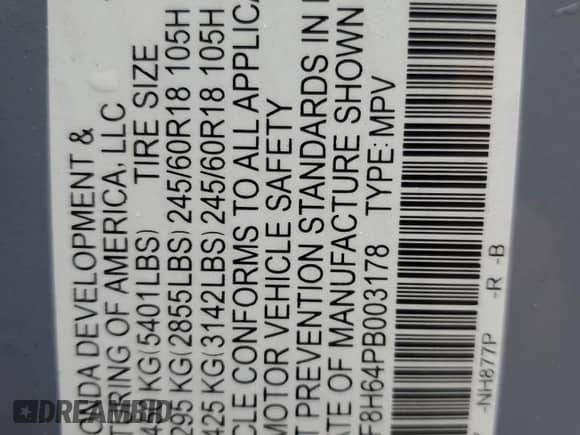 ONDA DEVELOPMENT &
TURING OF AMERICA, LLC
KG(5401LBS) TIRE SIZE
295 KG(2855LBS) 245/60R18 105H
425 KG(3142LBS) 245/60R18 105H
CLE CONFORMS TO ALL APPLICA
MOTOR VEHICLE SAFETY
T PREVENTION STANDARDS IN
ATE OF MANUFACTURE SHOWN
F8H64PB003178 TYPE:MPV
-NH877P -R -B
DREAMBID